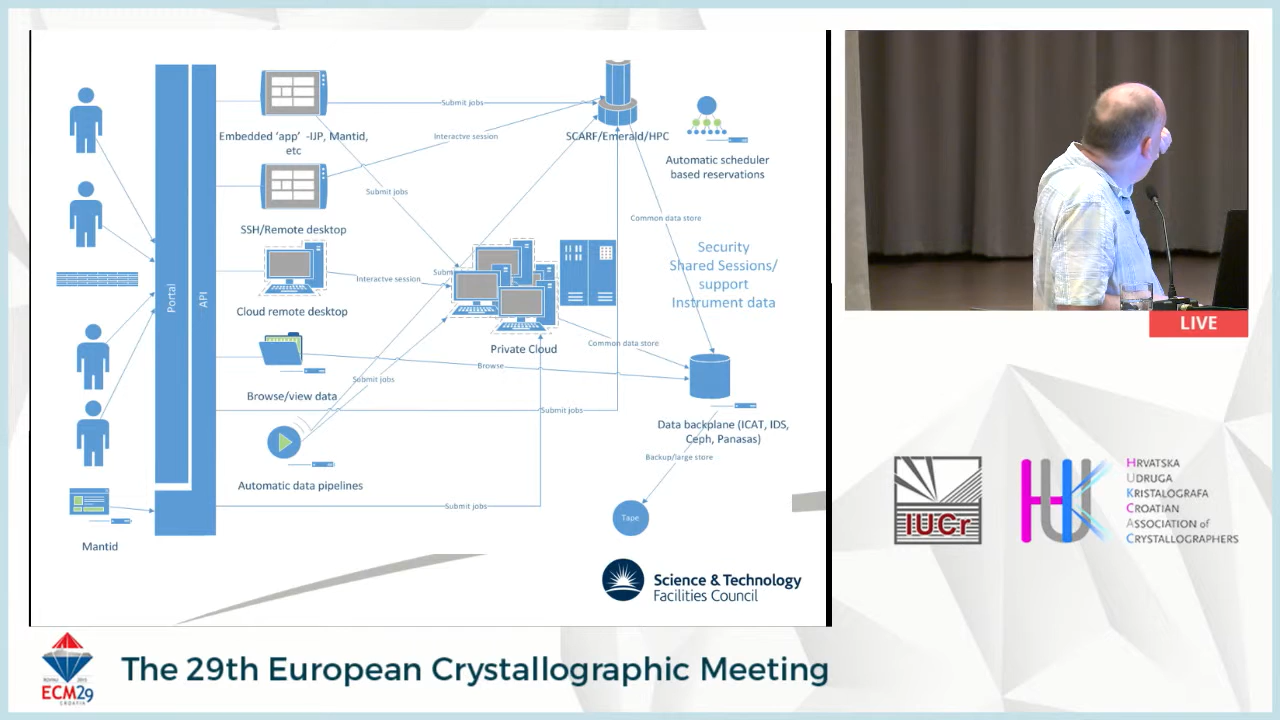 Portal
API
Embedded 'app' -IJP, Mantid,
etc
SSH/Remote desktop
Cloud remote desktop
Browse/view data
Automatic data pipelines
Mantid
Submit jobs
Interactve session
Submit jobs
Interactve session
Subm
Submit jobs
Browse
Submit jobs
Submit jobs
SCARF/Emerald/HPC
Automatic scheduler
based reservations
Common data store
Security
Shared Sessions/
support
Instrument data
Private Cloud
Common data store
Data backplane (ICAT, IDS,
Ceph, Panasas)
Backup/large store
Tape
Science & Technology
Facilities Council
LIVE
IUCr
HRVATSKA
UDRUGA
KRISTALOGRAFA
CROATIAN
ASSOCIATION of
CRYSTALLOGRAPHERS
ECM29
CROATIA
The 29th European Crystallographic Meeting